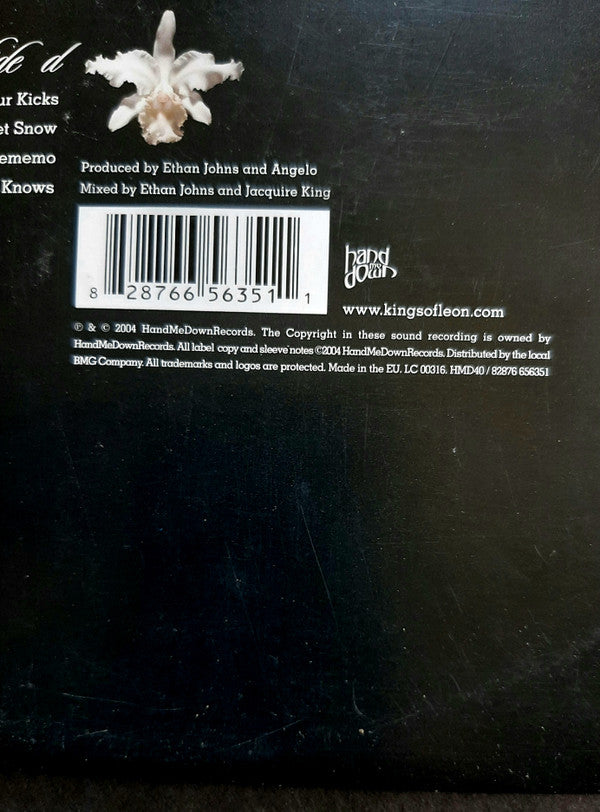 de d
ur Kicks
et Snow
ememo
Knows
Produced by Ethan Johns and Angelo
Mixed by Ethan Johns and Jacquire King
8 28766 56351 1
hand
me
down
www.kingsofleon.com
℗ & © 2004 HandMeDownRecords. The Copyright in these sound recording is owned by
HandMeDownRecords. All label copy and sleeve notes ©2004 HandMeDownRecords. Distributed by the local
BMG Company. All trademarks and logos are protected. Made in the EU. LC 00316. HMD40 / 82876 656351